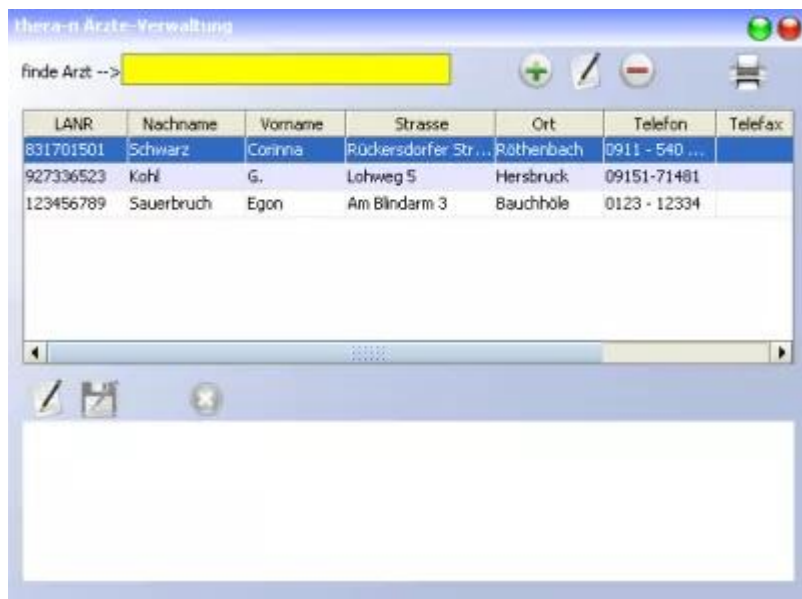 thera-π Ärzte-Verwaltung
finde Arzt -->
LANR Nachname Vorname Strasse Ort Telefon Telefax
831701501 Schwarz Corinna Rückersdorfer Str... Röthenbach 0911 - 540 ...
927336523 Kohl G. Lohweg 5 Hersbruck 09151-71481
123456789 Sauerbruch Egon Am Blindarm 3 Bauchhöle 0123 - 12334